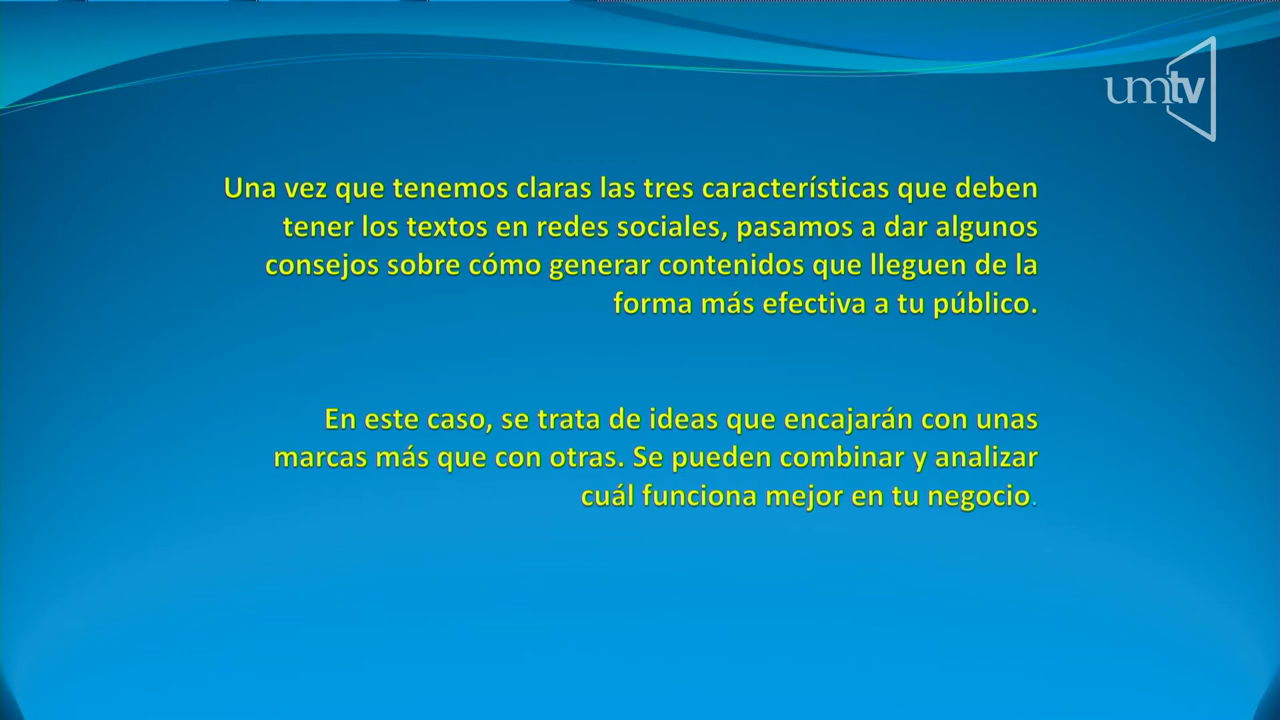 umtv
Una vez que tenemos claras las tres características que deben
tener los textos en redes sociales, pasamos a dar algunos
consejos sobre cómo generar contenidos que lleguen de la
forma más efectiva a tu público.
En este caso, se trata de ideas que encajarán con unas
marcas más que con otras. Se pueden combinar y analizar
cuál funciona mejor en tu negocio.